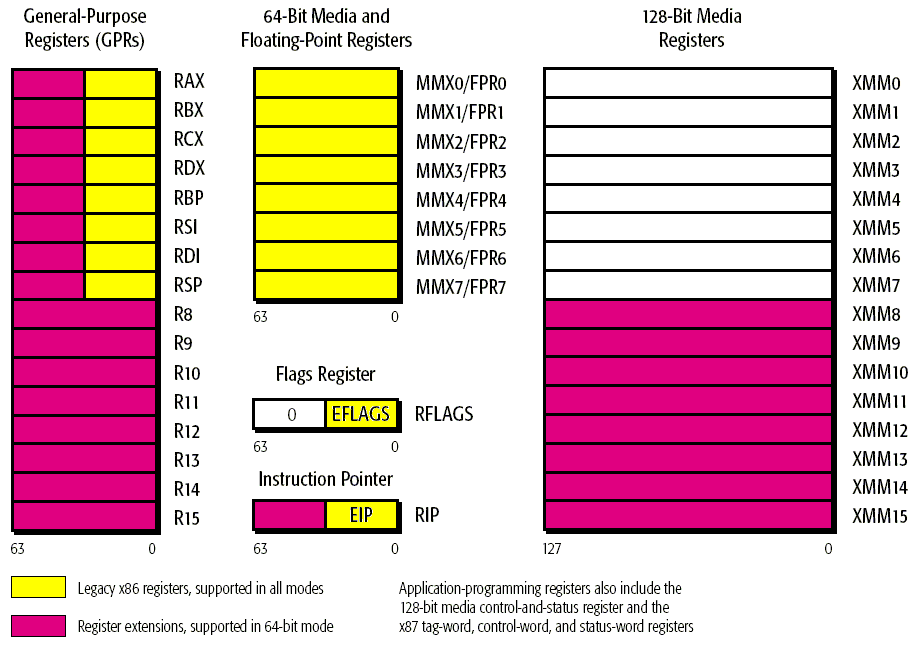 General-Purpose
Registers (GPRs)
64-Bit Media and
Floating-Point Registers
128-Bit Media
Registers
RAX
RBX
RCX
RDX
RBP
RSI
RDI
RSP
R8
R9
R10
R11
R12
R13
R14
R15
63 0
MMX0/FPR0
MMX1/FPR1
MMX2/FPR2
MMX3/FPR3
MMX4/FPR4
MMX5/FPR5
MMX6/FPR6
MMX7/FPR7
63 0
Flags Register
0 EFLAGS RFLAGS
63 0
Instruction Pointer
EIP RIP
63 0
XMM0
XMM1
XMM2
XMM3
XMM4
XMM5
XMM6
XMM7
XMM8
XMM9
XMM10
XMM11
XMM12
XMM13
XMM14
XMM15
127 0
Legacy x86 registers, supported in all modes
Register extensions, supported in 64-bit mode
Application-programming registers also include the
128-bit media control-and-status register and the
x87 tag-word, control-word, and status-word registers